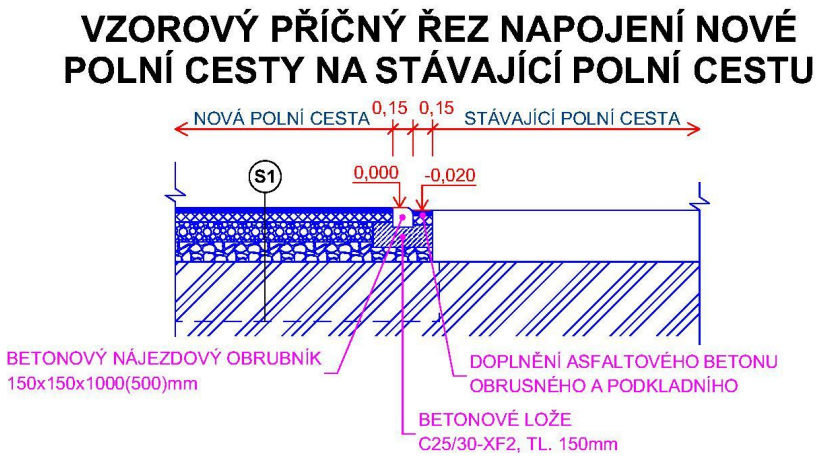 VZOROVÝ PŘÍČNÝ ŘEZ NAPOJENÍ NOVÉ
POLNÍ CESTY NA STÁVAJÍCÍ POLNÍ CESTU
NOVÁ POLNÍ CESTA
0,15
0,15
STÁVAJÍCÍ POLNÍ CESTA
S1
0,000
-0,020
BETONOVÝ NÁJEZDOVÝ OBRUBNÍK
150x150x1000(500)mm
DOPLNĚNÍ ASFALTOVÉHO BETONU
OBRUSNÉHO A PODKLADNÍHO
BETONOVÉ LOŽE
C25/30-XF2, TL. 150mm